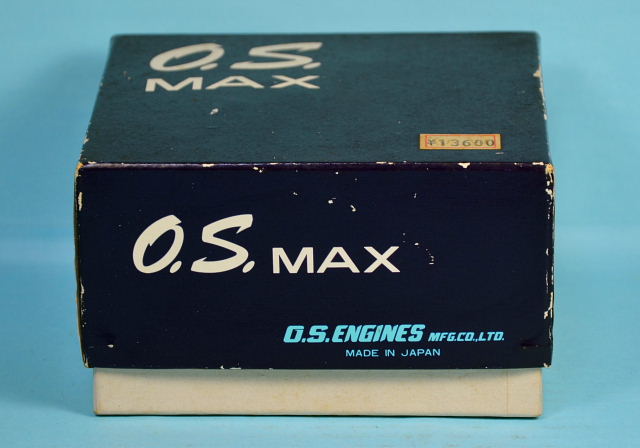 O.S.
MAX
¥13600
O.S. MAX
O.S.ENGINES MFG.CO.,LTD.
MADE IN JAPAN